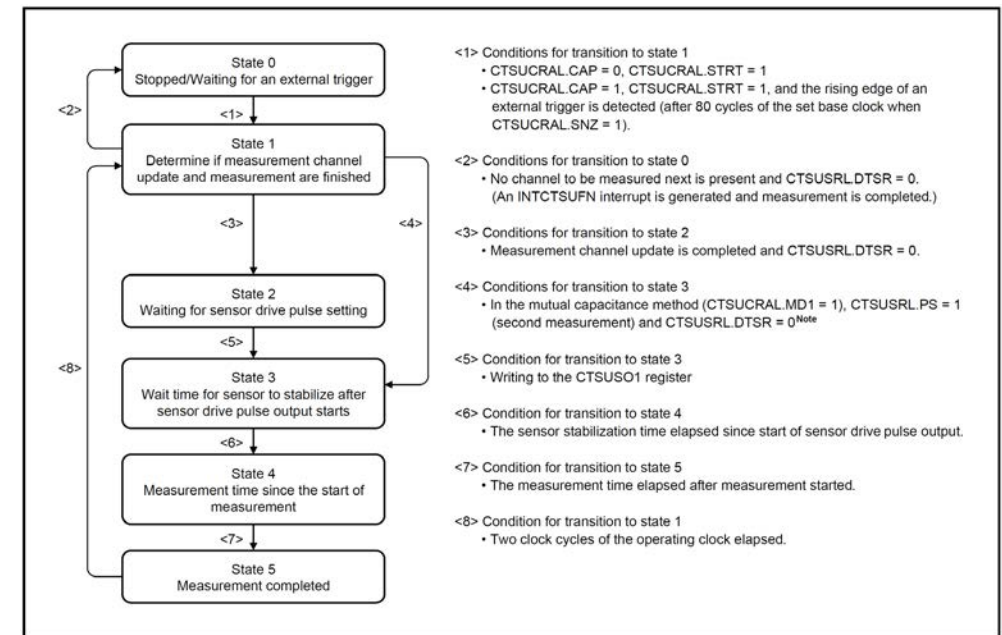 State 0
Stopped/Waiting for an external trigger
<2>
<1>
State 1
Determine if measurement channel
update and measurement are finished
<3>
<4>
State 2
Waiting for sensor drive pulse setting
<5>
<8>
State 3
Wait time for sensor to stabilize after
sensor drive pulse output starts
<6>
State 4
Measurement time since the start of
measurement
<7>
State 5
Measurement completed
<1> Conditions for transition to state 1
• CTSUCRAL.CAP = 0, CTSUCRAL.STRT = 1
• CTSUCRAL.CAP = 1, CTSUCRAL.STRT = 1, and the rising edge of an
external trigger is detected (after 80 cycles of the set base clock when
CTSUCRAL.SNZ = 1).
<2> Conditions for transition to state 0
• No channel to be measured next is present and CTSUSRL.DTSR = 0.
(An INTCTSUFN interrupt is generated and measurement is completed.)
<3> Conditions for transition to state 2
• Measurement channel update is completed and CTSUSRL.DTSR = 0.
<4> Conditions for transition to state 3
• In the mutual capacitance method (CTSUCRAL.MD1 = 1), CTSUSRL.PS = 1
(second measurement) and CTSUSRL.DTSR = 0Note
<5> Condition for transition to state 3
• Writing to the CTSUSO1 register
<6> Condition for transition to state 4
• The sensor stabilization time elapsed since start of sensor drive pulse output.
<7> Condition for transition to state 5
• The measurement time elapsed after measurement started.
<8> Condition for transition to state 1
• Two clock cycles of the operating clock elapsed.